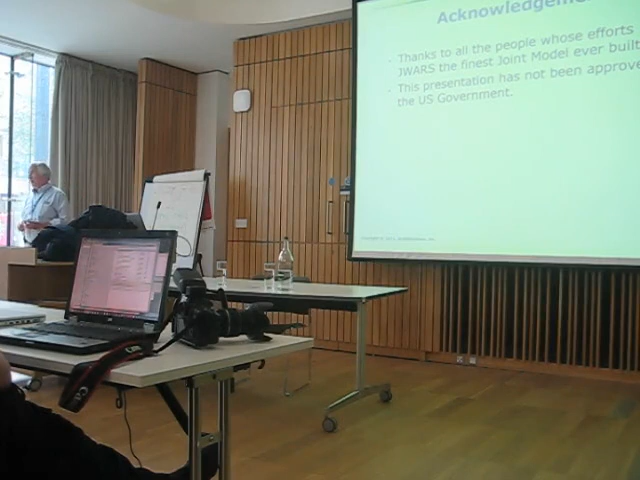 Acknowledgeme
Thanks to all the people whose efforts
JWARS the finest Joint Model ever built
This presentation has not been approve
the US Government.